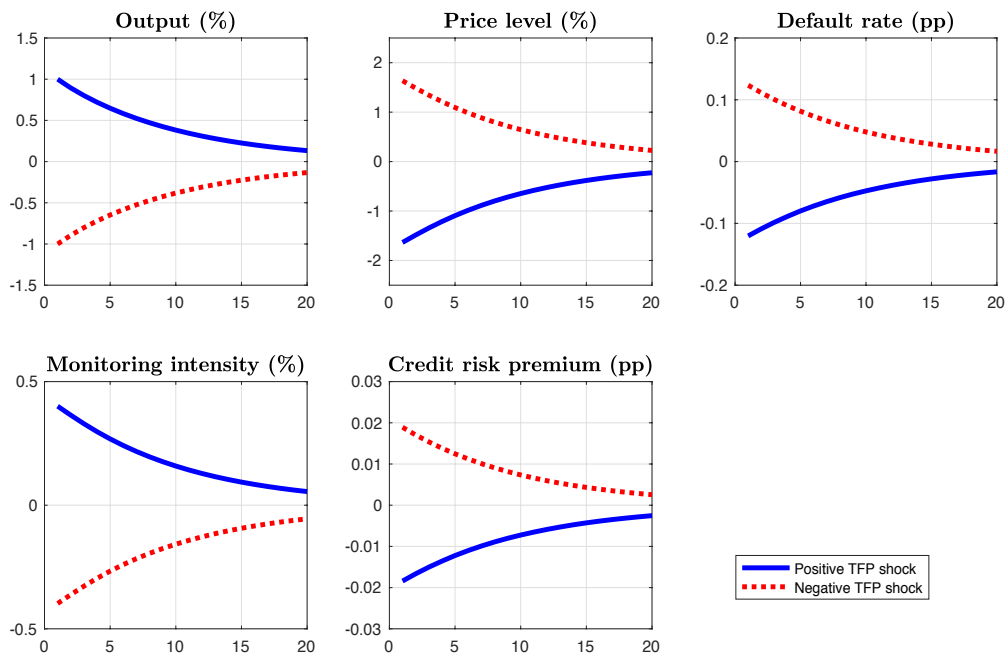 Output (%)
1.5
1
0.5
0
-0.5
-1
-1.5
0 5 10 15 20
Price level (%)
2
1
0
-1
-2
0 5 10 15 20
Default rate (pp)
0.2
0.1
0
-0.1
-0.2
0 5 10 15 20
Monitoring intensity (%)
0.5
0
-0.5
0 5 10 15 20
Credit risk premium (pp)
0.03
0.02
0.01
0
-0.01
-0.02
-0.03
0 5 10 15 20
Positive TFP shock
Negative TFP shock